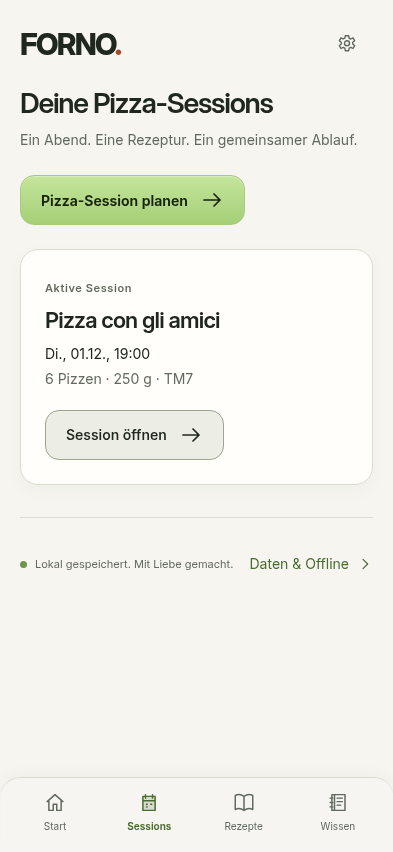 FORNO.
Deine Pizza-Sessions
Ein Abend. Eine Rezeptur. Ein gemeinsamer Ablauf.
Pizza-Session planen
Aktive Session
Pizza con gli amici
Di., 01.12., 19:00
6 Pizzen · 250 g · TM7
Session öffnen
Lokal gespeichert. Mit Liebe gemacht. Daten & Offline
Start Sessions Rezepte Wissen